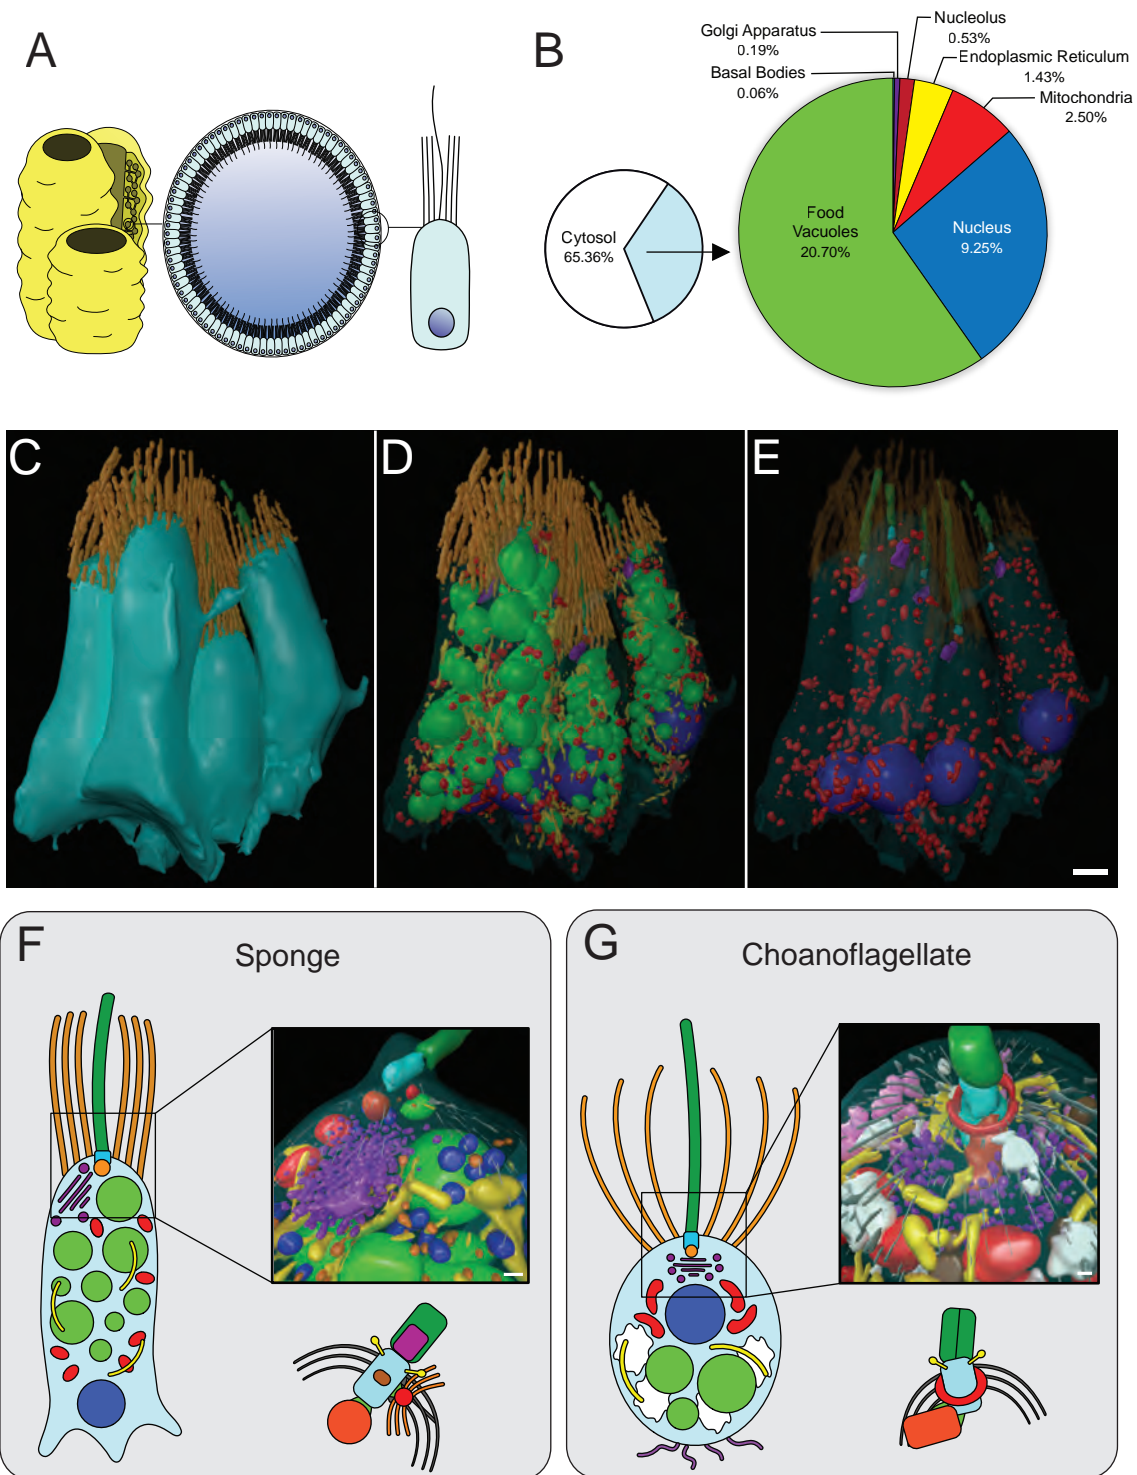 A
B
Nucleolus
0.53%
Golgi Apparatus
0.19%
Endoplasmic Reticulum
1.43%
Basal Bodies
0.06%
Mitochondria
2.50%
Cytosol
65.36%
Food
Vacuoles
20.70%
Nucleus
9.25%
C
D
E
F
Sponge
G
Choanoflagellate